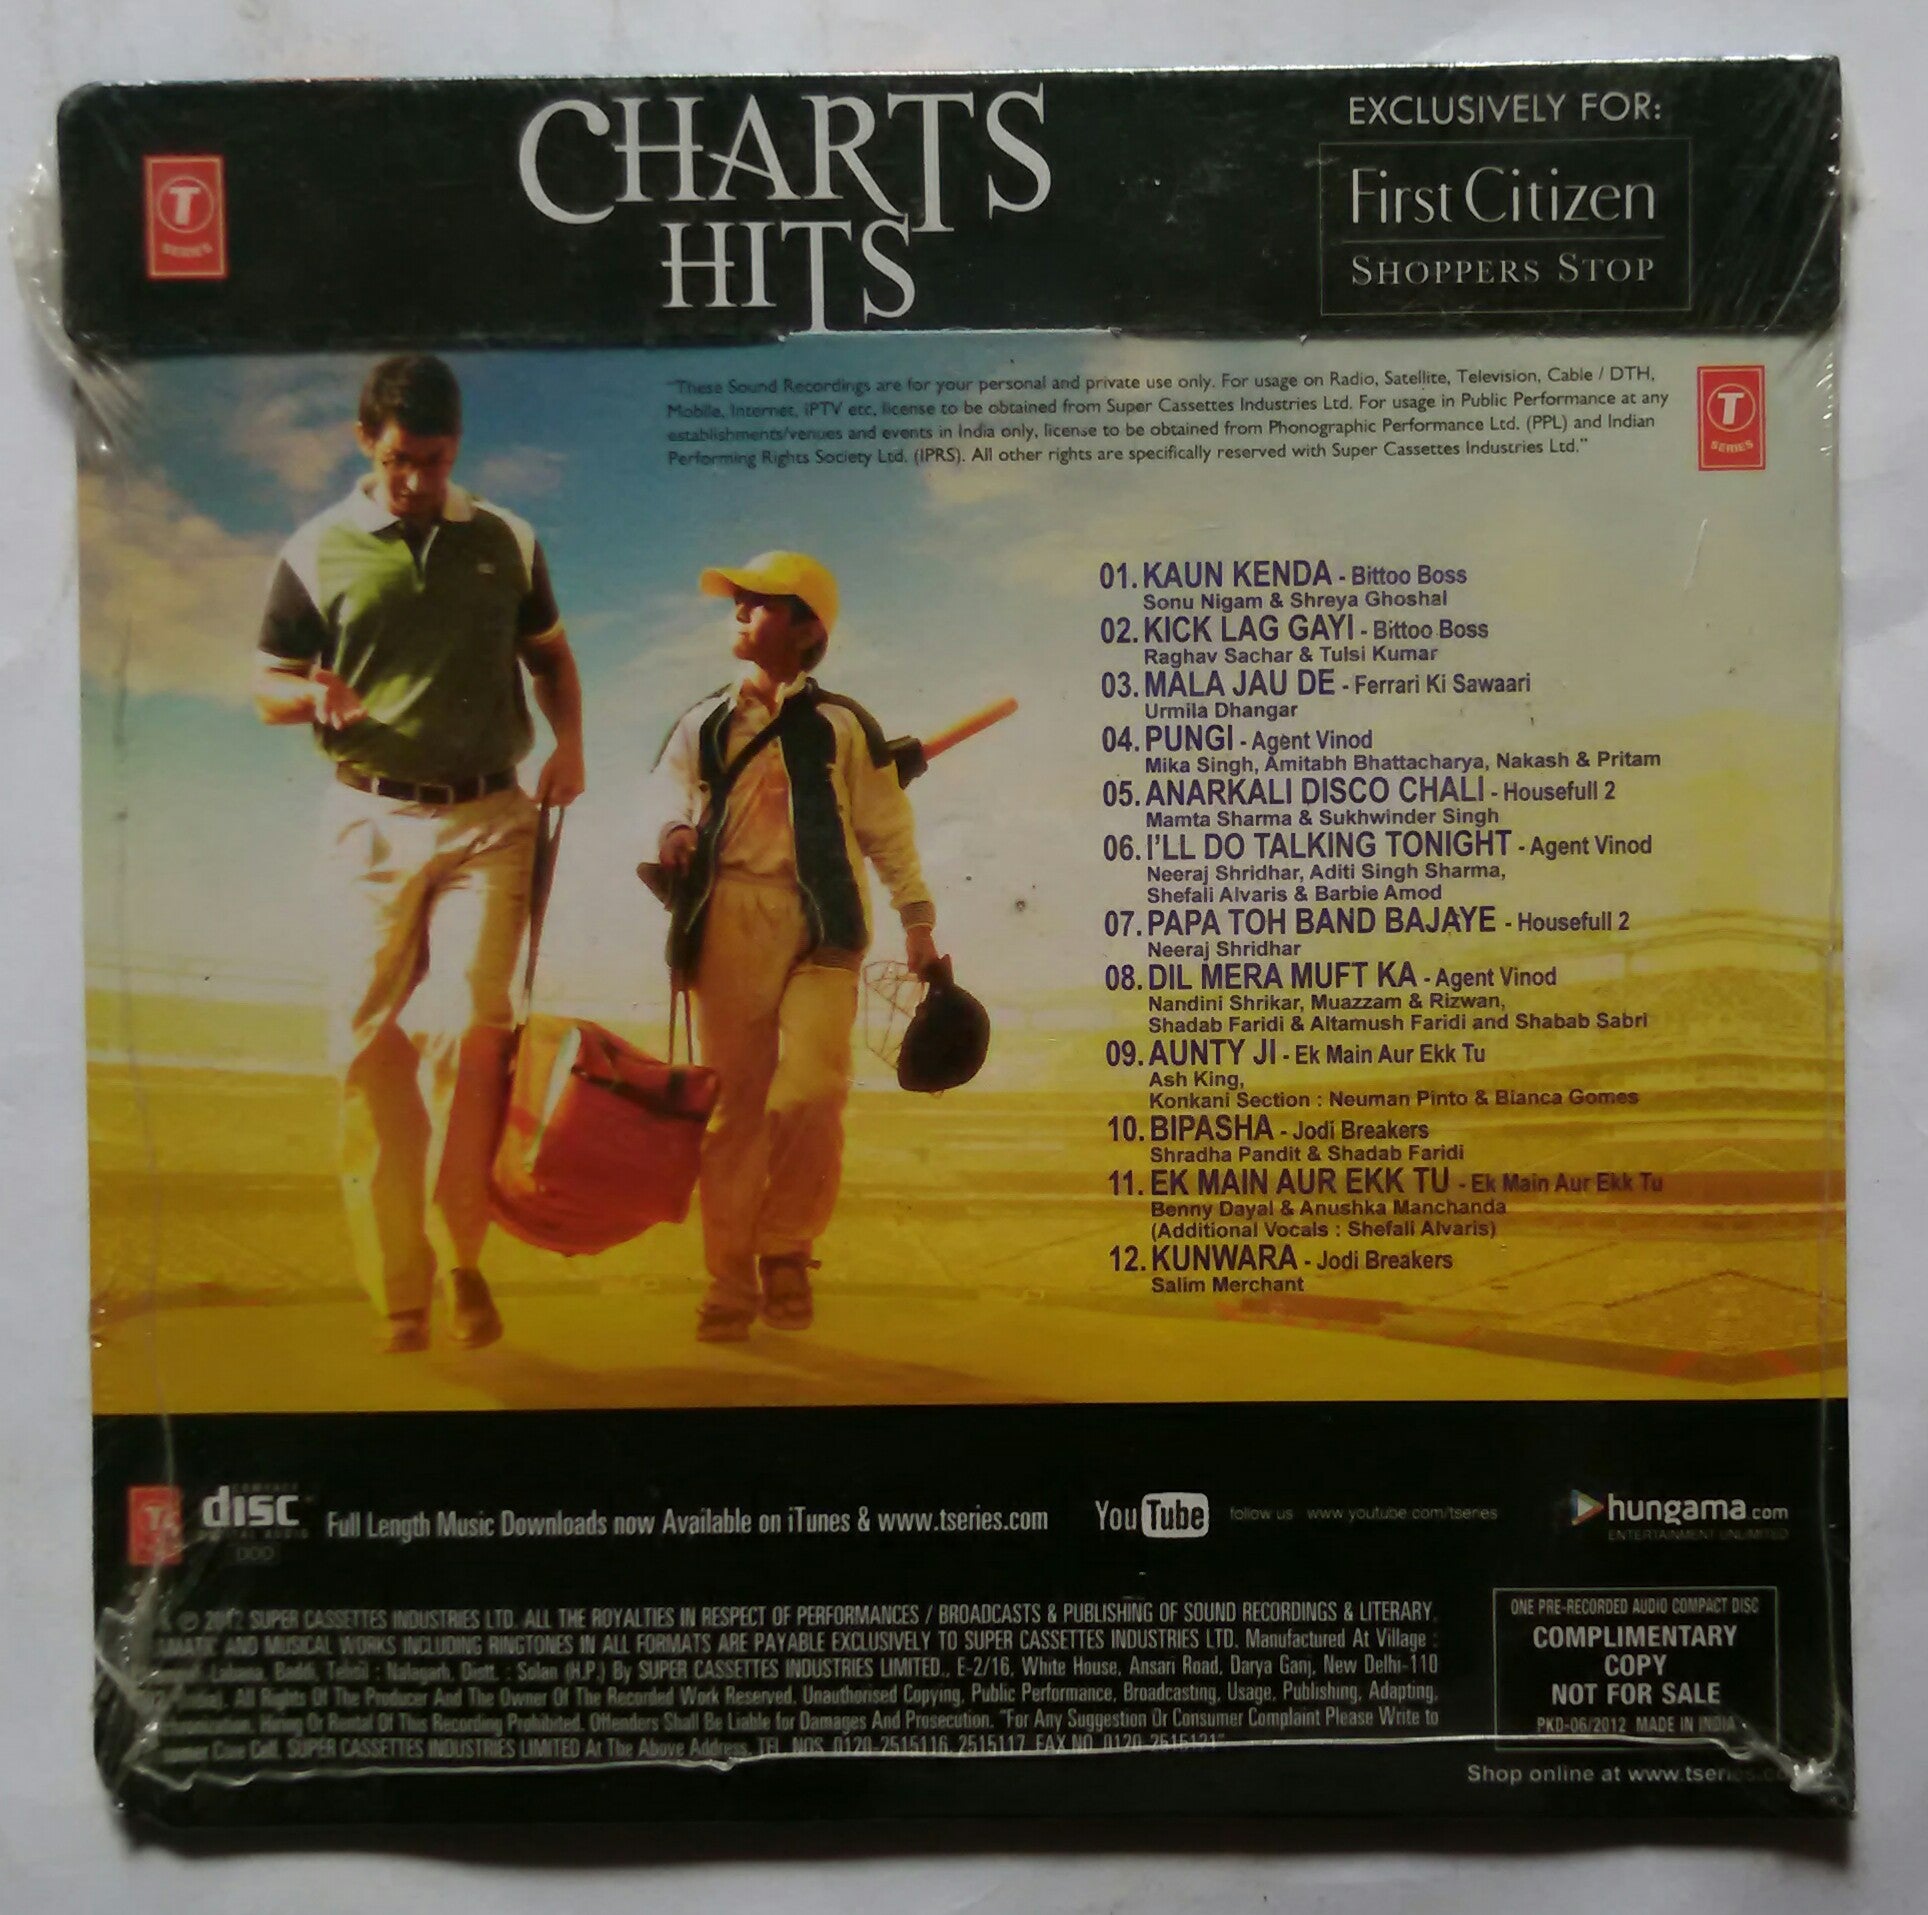 CHARTS
HITS
T
SERIES
EXCLUSIVELY FOR:
First Citizen
SHOPPERS STOP
"These Sound Recordings are for your personal and private use only. For usage on Radio, Satellite, Television, Cable / DTH,
Mobile, Internet, IPTV etc. license to be obtained from Super Cassettes Industries Ltd. For usage in Public Performance at any
establishments/venues and events in India only, license to be obtained from Phonographic Performance Ltd. (PPL) and Indian
Performing Rights Society Ltd. (IPRS). All other rights are specifically reserved with Super Cassettes Industries Ltd."
T
SERIES
01. KAUN KENDA - Bittoo Boss
Sonu Nigam & Shreya Ghoshal
02. KICK LAG GAYI - Bittoo Boss
Raghav Sachar & Tulsi Kumar
03. MALA JAU DE - Ferrari Ki Sawaari
Urmila Dhangar
04. PUNGI - Agent Vinod
Mika Singh, Amitabh Bhattacharya, Nakash & Pritam
05. ANARKALI DISCO CHALI - Housefull 2
Mamta Sharma & Sukhwinder Singh
06. I'LL DO TALKING TONIGHT - Agent Vinod
Neeraj Shridhar, Aditi Singh Sharma,
Shefali Alvaris & Barbie Amod
07. PAPA TOH BAND BAJAYE - Housefull 2
Neeraj Shridhar
08. DIL MERA MUFT KA - Agent Vinod
Nandini Shrikar, Muazzam & Rizwan,
Shadab Faridi & Altamush Faridi and Shabab Sabri
09. AUNTY JI - Ek Main Aur Ekk Tu
Ash King,
Konkani Section : Neuman Pinto & Bianca Gomes
10. BIPASHA - Jodi Breakers
Shradha Pandit & Shadab Faridi
11. EK MAIN AUR EKK TU - Ek Main Aur Ekk Tu
Benny Dayal & Anushka Manchanda
(Additional Vocals : Shefali Alvaris)
12. KUNWARA - Jodi Breakers
Salim Merchant
COMPACT
disc
DIGITAL AUDIO
DDD
Full Length Music Downloads now Available on iTunes & www.tseries.com
YouTube
follow us www.youtube.com/tseries
hungama.com
ENTERTAINMENT UNLIMITED
℗ 2012 SUPER CASSETTES INDUSTRIES LTD. ALL THE ROYALTIES IN RESPECT OF PERFORMANCES / BROADCASTS & PUBLISHING OF SOUND RECORDINGS & LITERARY,
AND MUSICAL WORKS INCLUDING RINGTONES IN ALL FORMATS ARE PAYABLE EXCLUSIVELY TO SUPER CASSETTES INDUSTRIES LTD. Manufactured At Village :
Baddi, Tehsil : Nalagarh, Distt. : Solan (H.P.) By SUPER CASSETTES INDUSTRIES LIMITED., E-2/16, White House, Ansari Road, Darya Ganj, New Delhi-110
All Rights Of The Producer And The Owner Of The Recorded Work Reserved. Unauthorised Copying, Public Performance, Broadcasting, Usage, Publishing, Adapting,
Hiring Or Rental Of This Recording Prohibited. Offenders Shall Be Liable for Damages And Prosecution. "For Any Suggestion Or Consumer Complaint Please Write to
Care Cell, SUPER CASSETTES INDUSTRIES LIMITED At The Above Address. TEL. NOS. 0120-2515116, 2515117, FAX NO. 0120-2515121"
ONE PRE-RECORDED AUDIO COMPACT DISC
COMPLIMENTARY
COPY
NOT FOR SALE
PKD-06/2012 MADE IN INDIA
Shop online at www.tseries.c